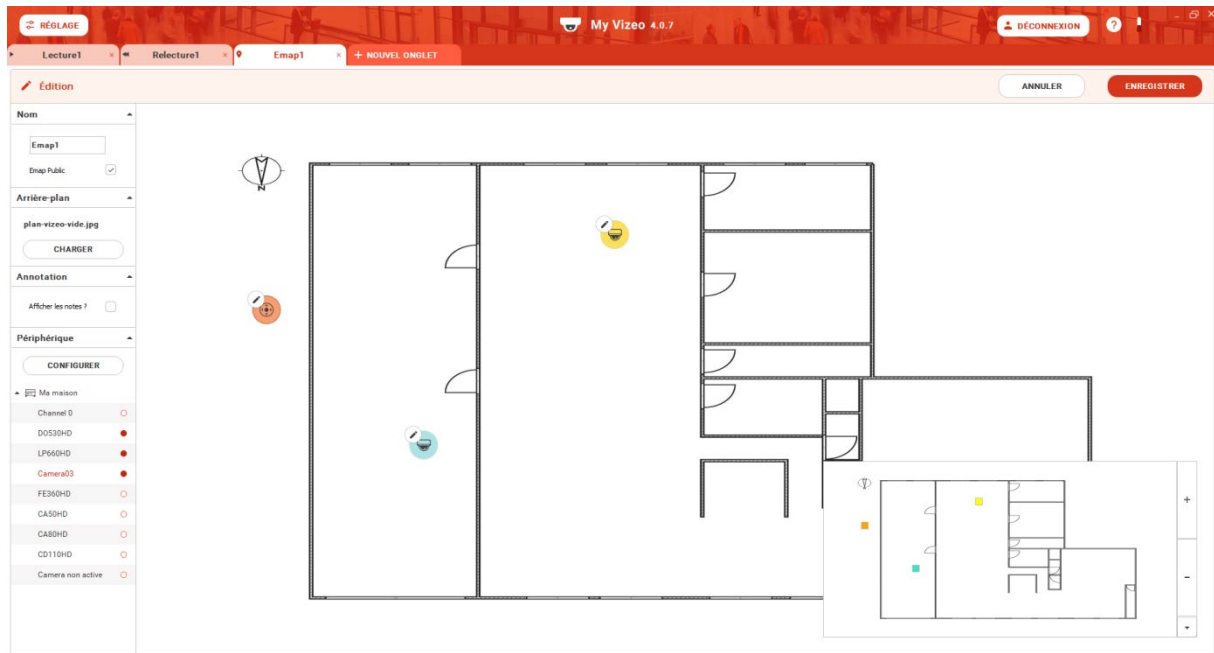 RÉGLAGE
My Vizeo 4.0.7
DÉCONNEXION
?
Lecture1
Relecture1
Emap1
+ NOUVEL ONGLET
Édition
ANNULER
ENREGISTRER
Nom
Emap1
Emap Public
Arrière-plan
plan-vizeo-vide.jpg
CHARGER
Annotation
Afficher les notes ?
Périphérique
CONFIGURER
Ma maison
Channel 0
DO530HD
LP660HD
Camera03
FE360HD
CA50HD
CA80HD
CD110HD
Camera non active
N